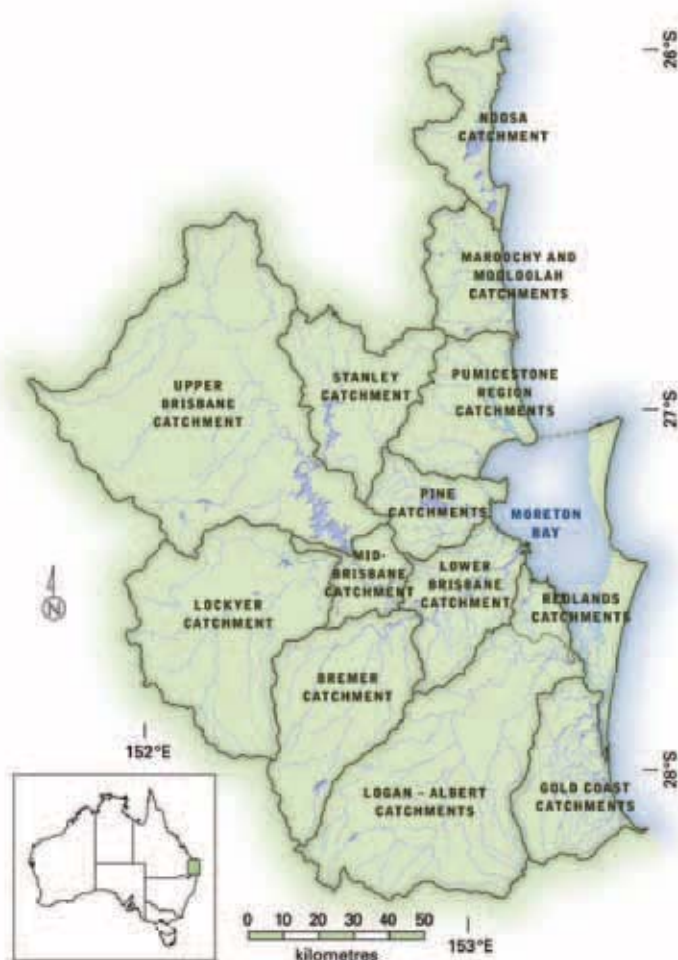 26°S
NOOSA
CATCHMENT
MAROOCHY AND
MOOLOOLAH
CATCHMENTS
STANLEY
CATCHMENT
PUMICESTONE
REGION
CATCHMENTS
UPPER
BRISBANE
CATCHMENT
27°S
PINE
CATCHMENTS
MORETON
BAY
MID-
BRISBANE
CATCHMENT
LOWER
BRISBANE
CATCHMENT
REDLANDS
CATCHMENTS
LOCKYER
CATCHMENT
N
BREMER
CATCHMENT
152°E
28°S
LOGAN – ALBERT
CATCHMENTS
GOLD COAST
CATCHMENTS
0 10 20 30 40 50
kilometres
153°E